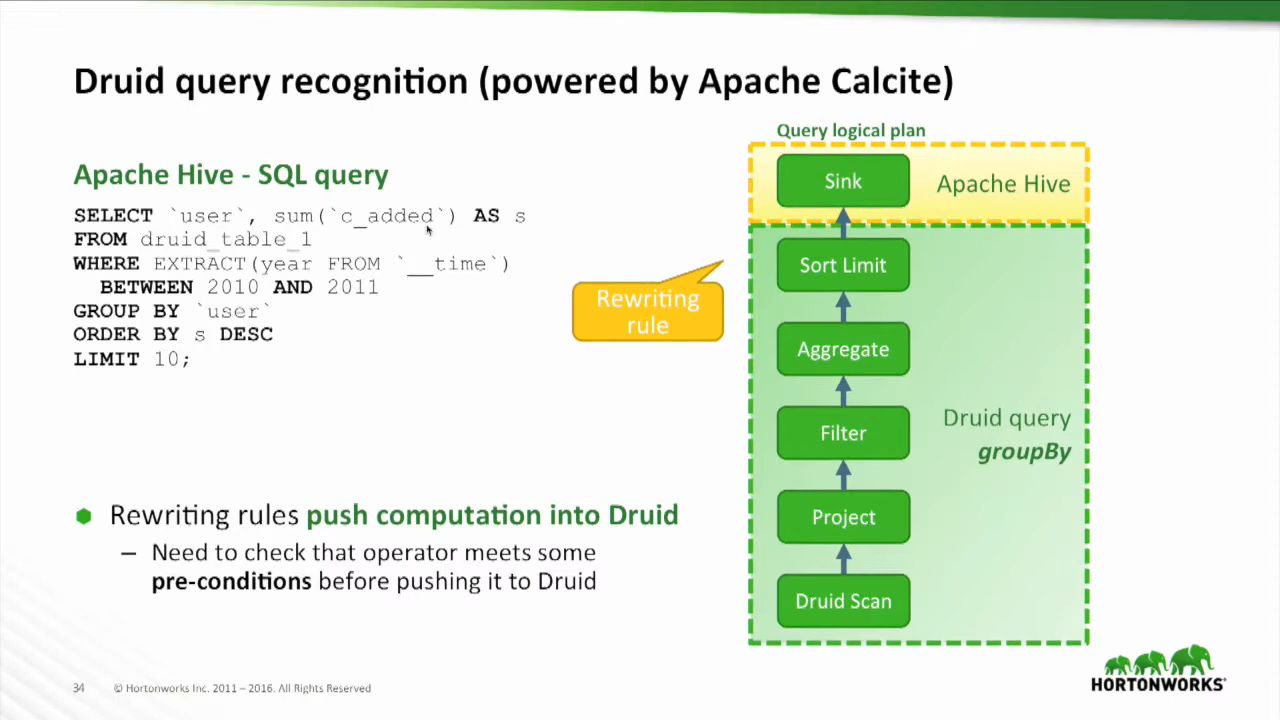 Druid query recognition (powered by Apache Calcite)
Apache Hive - SQL query
SELECT `user`, sum(`c_added`) AS s
FROM druid_table_1
WHERE EXTRACT(year FROM `__time`)
BETWEEN 2010 AND 2011
GROUP BY `user`
ORDER BY s DESC
LIMIT 10;
Rewriting rules push computation into Druid
– Need to check that operator meets some
pre-conditions before pushing it to Druid
Rewriting
rule
Query logical plan
Sink
Apache Hive
Sort Limit
Aggregate
Filter
Druid query
groupBy
Project
Druid Scan
34
© Hortonworks Inc. 2011 – 2016. All Rights Reserved
HORTONWORKS